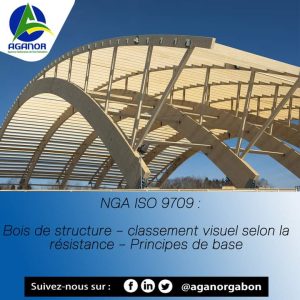 AGANOR
NGA ISO 9709 :
Bois de structure – classement visuel selon la
résistance – Principes de base
Suivez-nous sur :
@aganorgabon